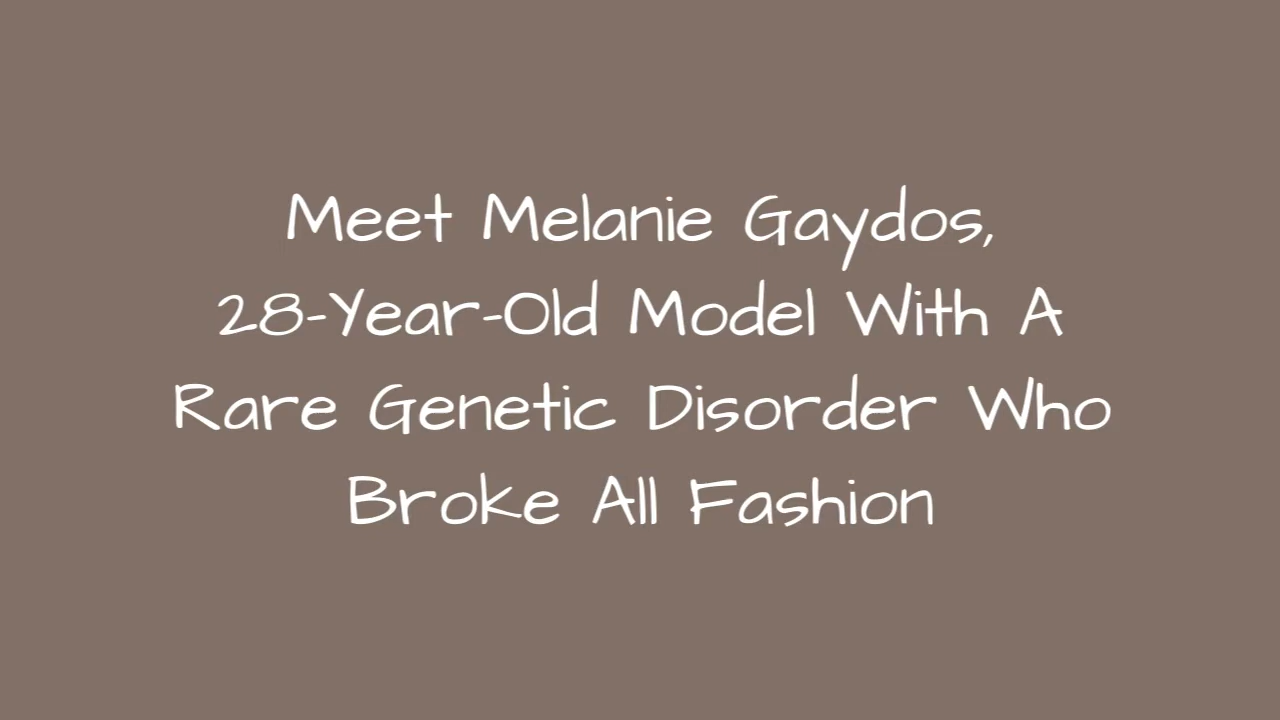 Meet Melanie Gaydos,
28-Year-Old Model With A
Rare Genetic Disorder Who
Broke All Fashion